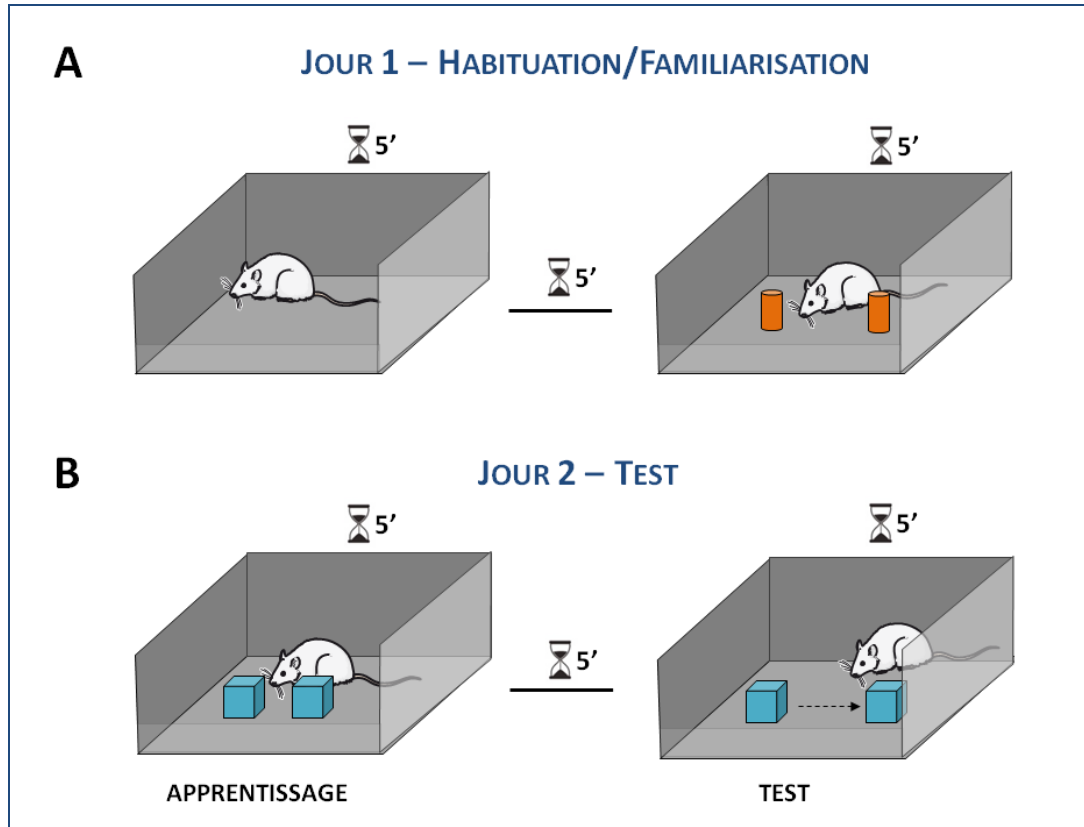 A
JOUR 1 – HABITUATION/FAMILIARISATION
5’
5’
5’
B
JOUR 2 – TEST
5’
5’
5’
APPRENTISSAGE
TEST